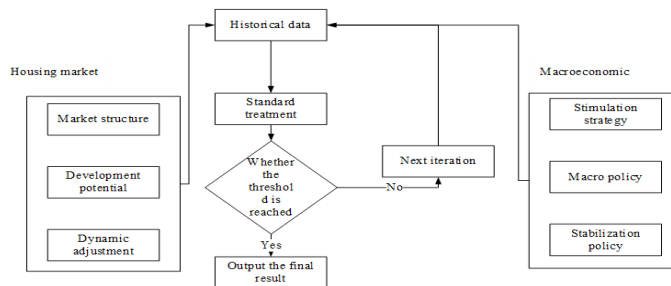 Historical data
Housing market
Macroeconomic
Market structure
Development
potential
Dynamic
adjustment
Standard
treatment
Whether
the
threshol
d is
reached
No
Next iteration
Yes
Output the final
result
Stimulation
strategy
Macro policy
Stabilization
policy